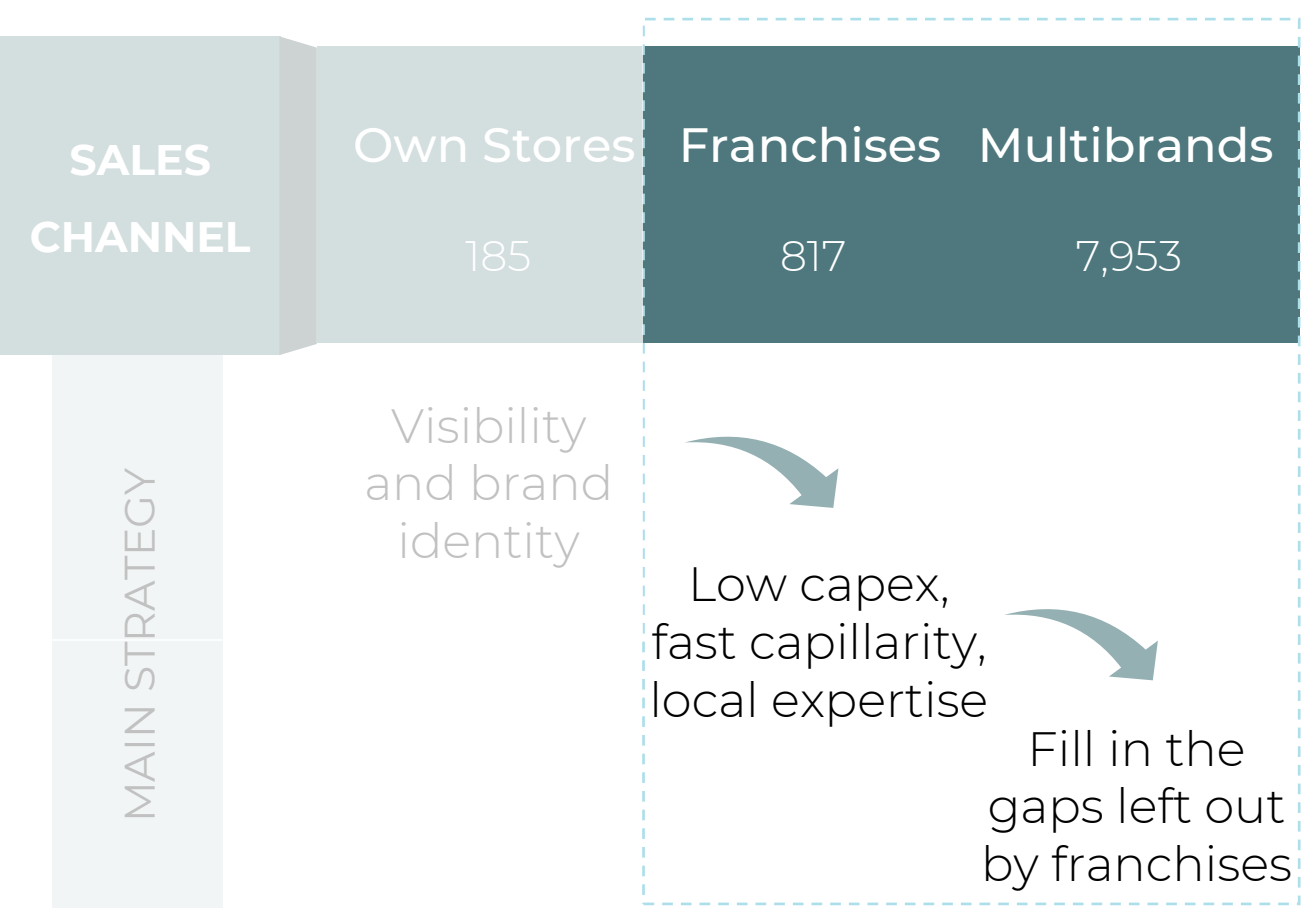 SALES
CHANNEL
Own Stores
Franchises
Multibrands
185
817
7,953
MAIN STRATEGY
Visibility
and brand
identity
Low capex,
fast capillarity,
local expertise
Fill in the
gaps left out
by franchises